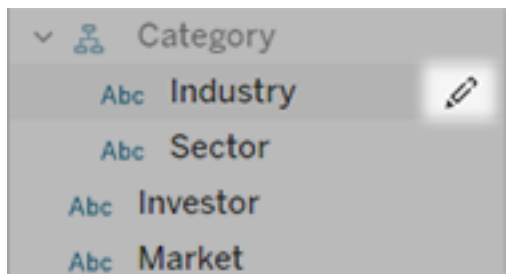 Category
Abc Industry
Abc Sector
Abc Investor
Abc Market